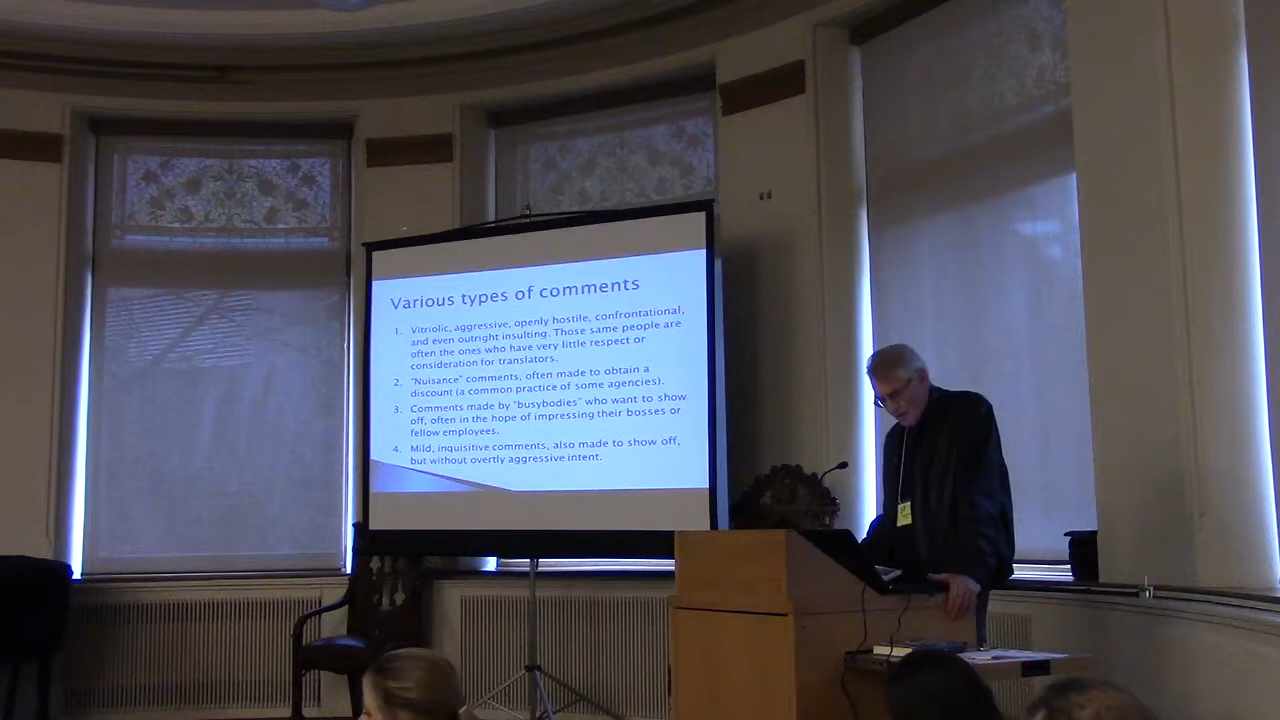 Various types of comments
1. Vitriolic, aggressive, openly hostile, confrontational,
and even outright insulting. Those same people are
often the ones who have very little respect or
consideration for translators.
2. "Nuisance" comments, often made to obtain a
discount (a common practice of some agencies).
3. Comments made by "busybodies" who want to show
off, often in the hope of impressing their bosses or
fellow employees.
4. Mild, inquisitive comments, also made to show off,
but without overtly aggressive intent.